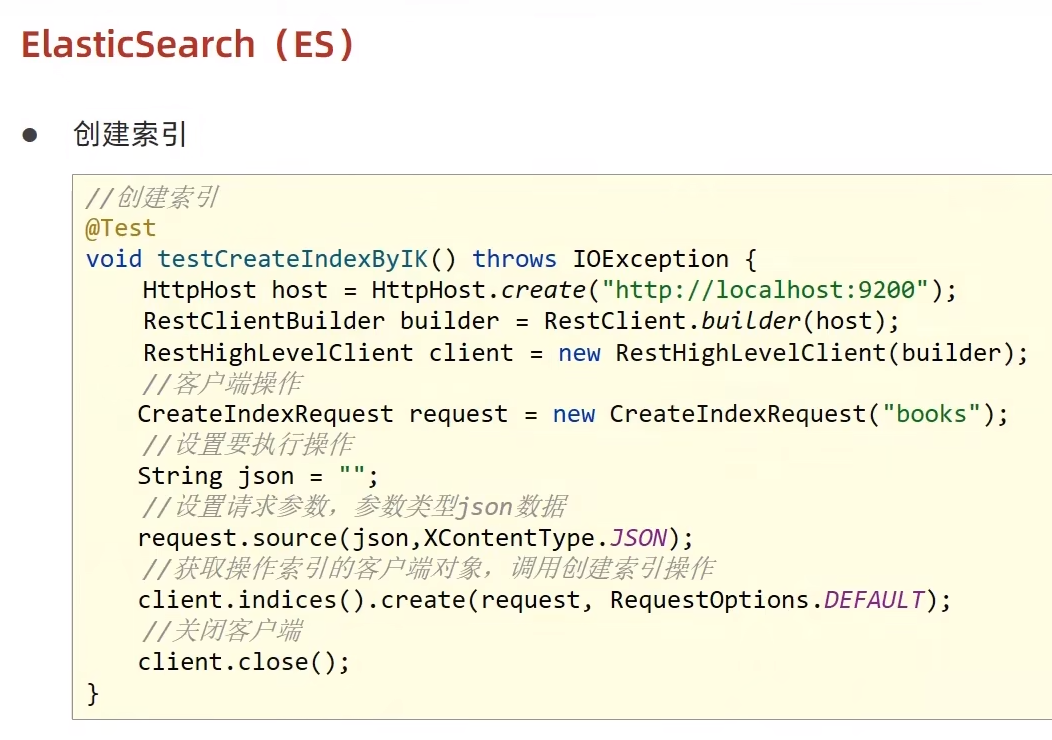 ElasticSearch（ES）
● 创建索引
//创建索引
@Test
void testCreateIndexByIK() throws IOException {
    HttpHost host = HttpHost.create("http://localhost:9200");
    RestClientBuilder builder = RestClient.builder(host);
    RestHighLevelClient client = new RestHighLevelClient(builder);
    //客户端操作
    CreateIndexRequest request = new CreateIndexRequest("books");
    //设置要执行操作
    String json = "";
    //设置请求参数，参数类型json数据
    request.source(json,XContentType.JSON);
    //获取操作索引的客户端对象，调用创建索引操作
    client.indices().create(request, RequestOptions.DEFAULT);
    //关闭客户端
    client.close();
}